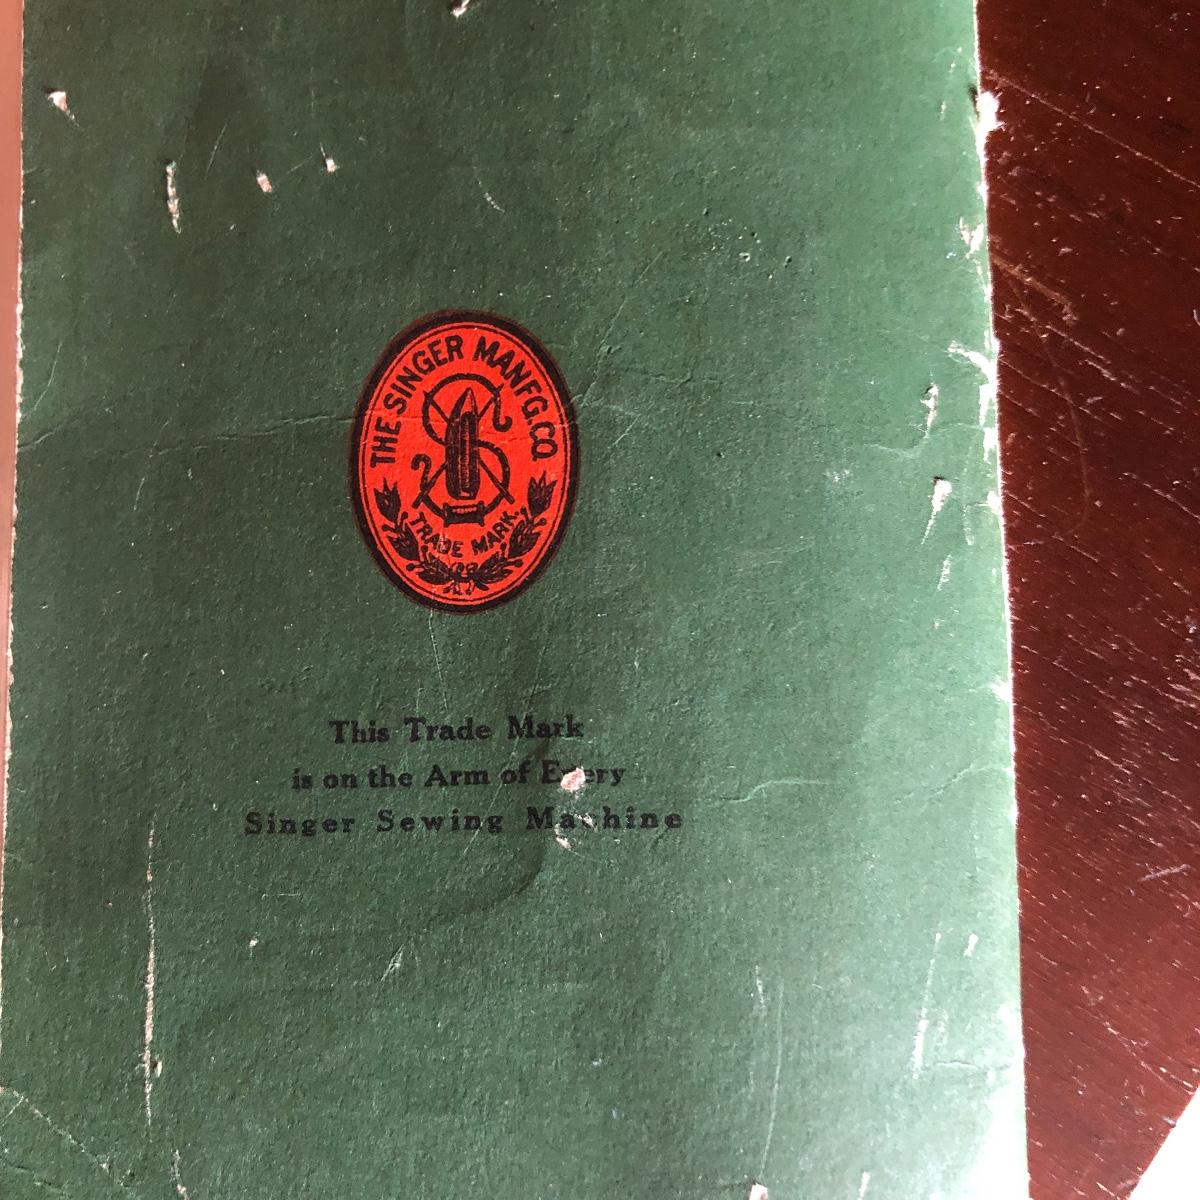 THE SINGER MANFG. CO
TRADE MARK.
This Trade Mark
is on the Arm of Every
Singer Sewing Machine